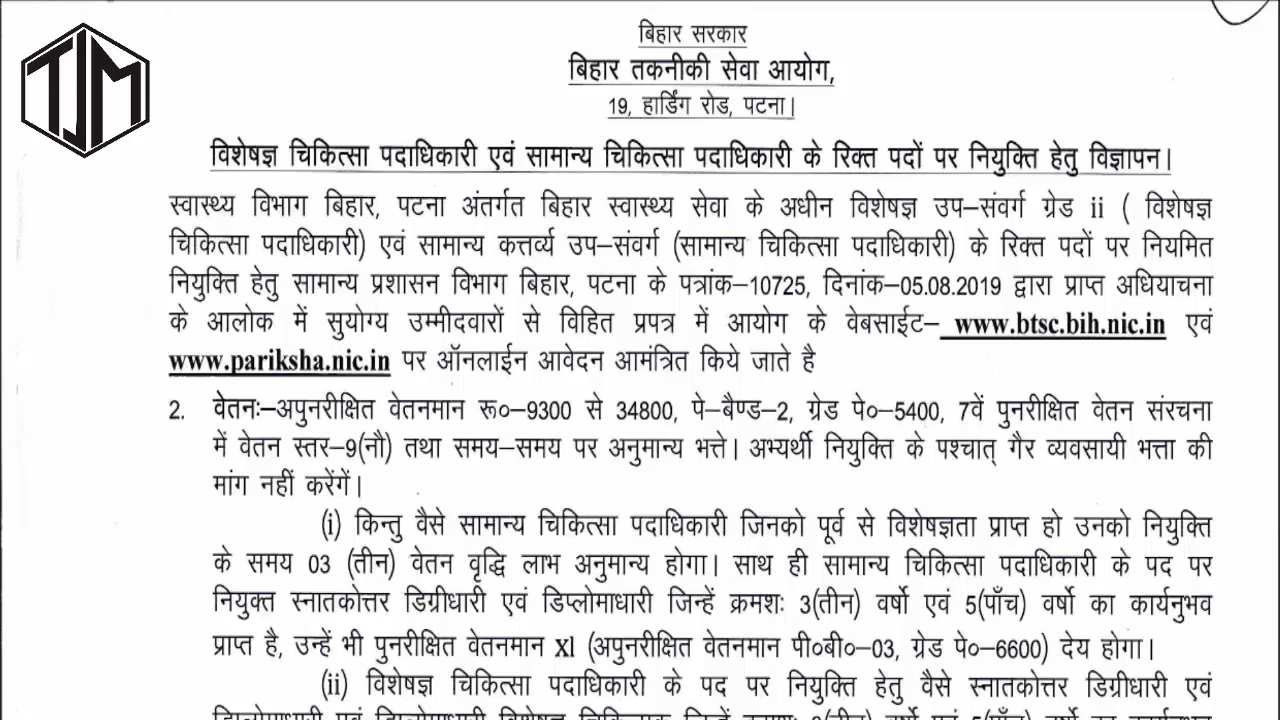 TJM
बिहार सरकार
बिहार तकनीकी सेवा आयोग,
19, हार्डिंग रोड, पटना।
विशेषज्ञ चिकित्सा पदाधिकारी एवं सामान्य चिकित्सा पदाधिकारी के रिक्त पदों पर नियुक्ति हेतु विज्ञापन।
स्वास्थ्य विभाग बिहार, पटना अंतर्गत बिहार स्वास्थ्य सेवा के अधीन विशेषज्ञ उप–संवर्ग ग्रेड ii ( विशेषज्ञ
चिकित्सा पदाधिकारी) एवं सामान्य कत्तर्व्य उप–संवर्ग (सामान्य चिकित्सा पदाधिकारी) के रिक्त पदों पर नियमित
नियुक्ति हेतु सामान्य प्रशासन विभाग बिहार, पटना के पत्रांक–10725, दिनांक–05.08.2019 द्वारा प्राप्त अधियाचना
के आलोक में सुयोग्य उम्मीदवारों से विहित प्रपत्र में आयोग के वेबसाईट– www.btsc.bih.nic.in एवं
www.pariksha.nic.in पर ऑनलाईन आवेदन आमंत्रित किये जाते है
2. वेतनः–अपुनरीक्षित वेतनमान रू०–9300 से 34800, पे–बैण्ड–2, ग्रेड पे०–5400, 7वें पुनरीक्षित वेतन संरचना
में वेतन स्तर–9(नौ) तथा समय–समय पर अनुमान्य भत्ते। अभ्यर्थी नियुक्ति के पश्चात् गैर व्यवसायी भत्ता की
मांग नहीं करेंगें।
(i) किन्तु वैसे सामान्य चिकित्सा पदाधिकारी जिनको पूर्व से विशेषज्ञता प्राप्त हो उनको नियुक्ति
के समय 03 (तीन) वेतन वृद्धि लाभ अनुमान्य होगा। साथ ही सामान्य चिकित्सा पदाधिकारी के पद पर
नियुक्त स्नातकोत्तर डिग्रीधारी एवं डिप्लोमाधारी जिन्हें क्रमशः 3(तीन) वर्षो एवं 5(पाँच) वर्षो का कार्यनुभव
प्राप्त है, उन्हें भी पुनरीक्षित वेतनमान Xl (अपुनरीक्षित वेतनमान पी०बी०–03, ग्रेड पे०–6600) देय होगा।
(ii) विशेषज्ञ चिकित्सा पदाधिकारी के पद पर नियुक्ति हेतु वैसे स्नातकोत्तर डिग्रीधारी एवं